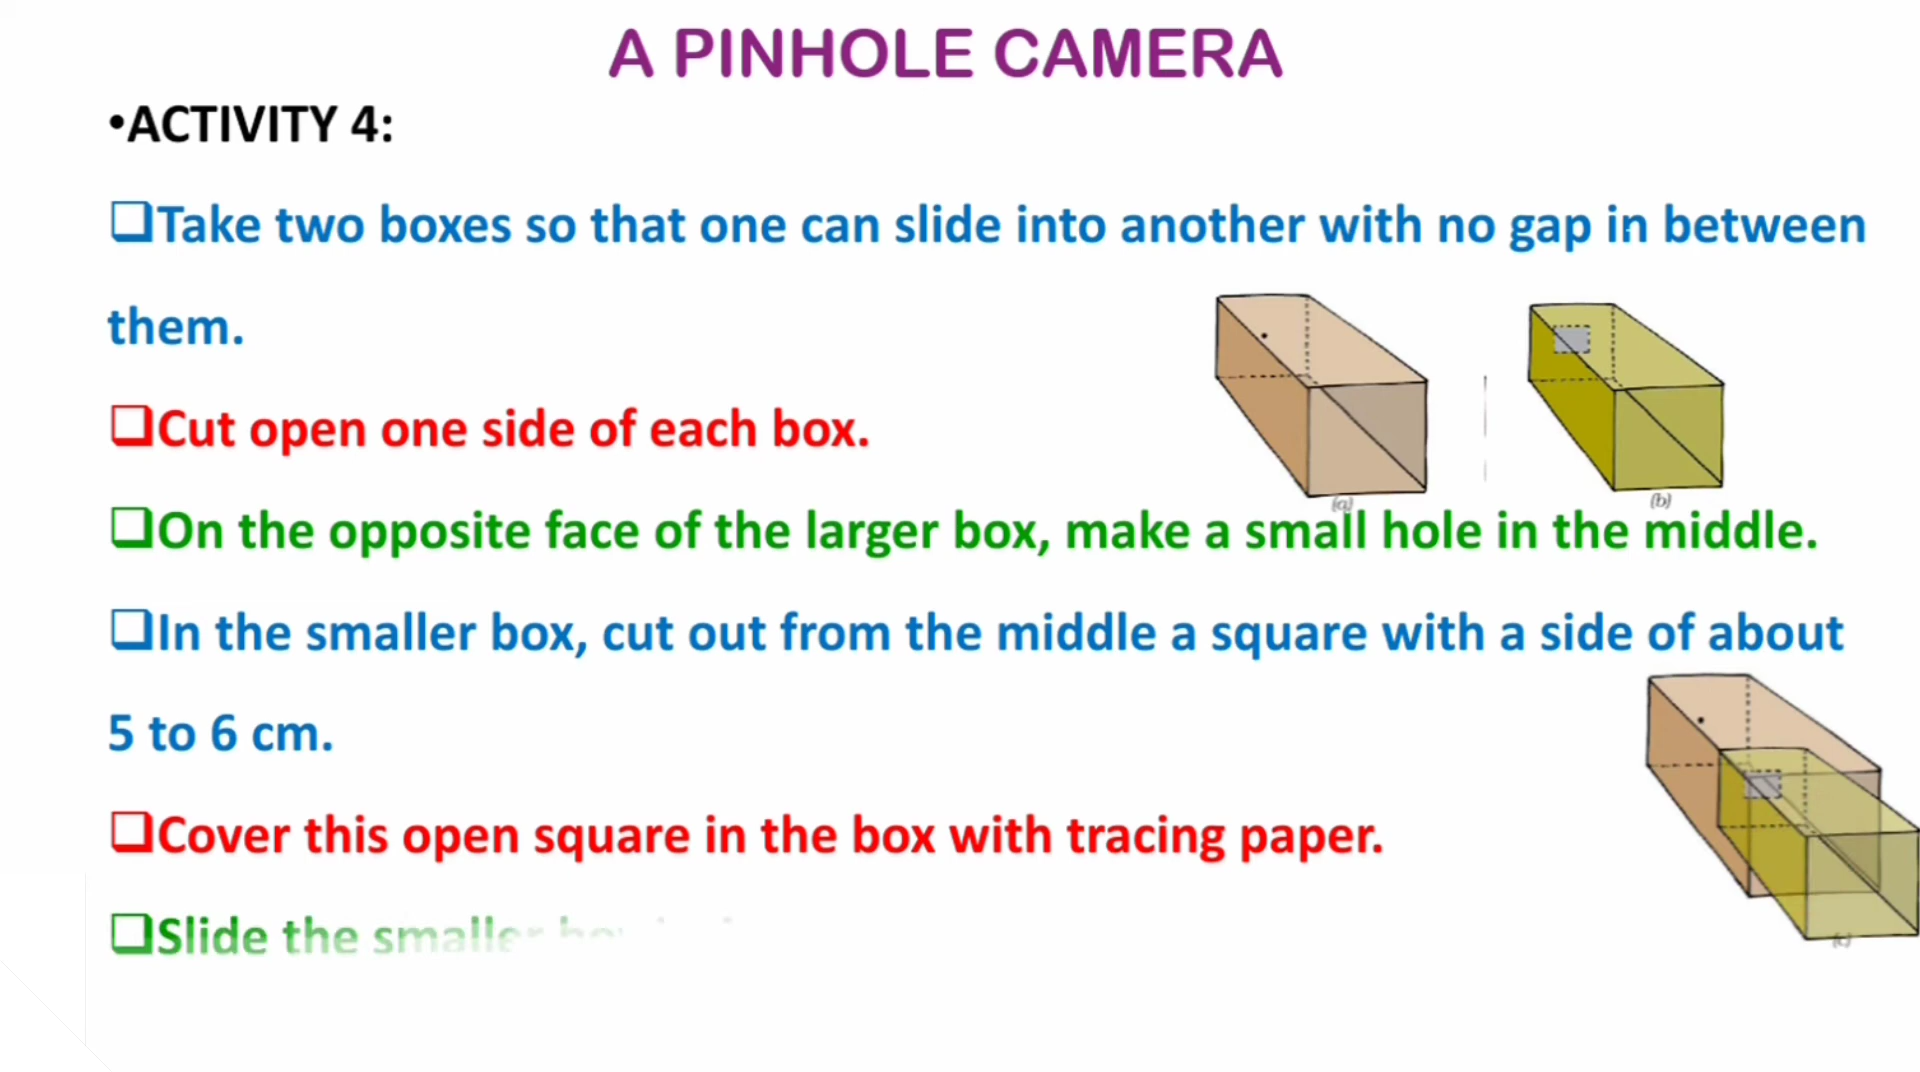 A PINHOLE CAMERA
•ACTIVITY 4:
❑Take two boxes so that one can slide into another with no gap in between
them.
❑Cut open one side of each box.
(a)
(b)
❑On the opposite face of the larger box, make a small hole in the middle.
❑In the smaller box, cut out from the middle a square with a side of about
5 to 6 cm.
❑Cover this open square in the box with tracing paper.
❑Slide the smaller
(c)